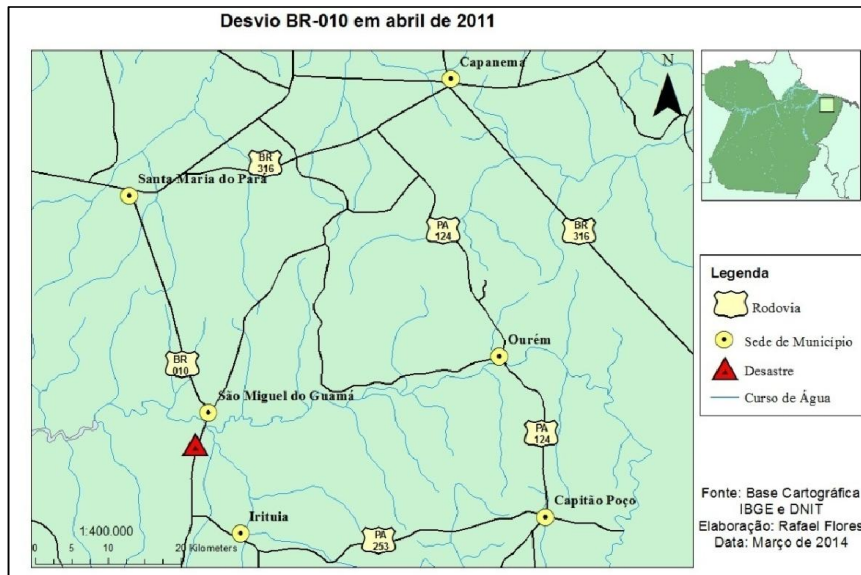 Desvio BR-010 em abril de 2011
Capanema
N
BR
316
Santa Maria do Pará
PA
124
BR
316
Ourém
BR
010
São Miguel do Guamá
PA
124
Capitão Poço
Irituia
PA
253
1:400.000
0 5 10 20 Kilometers
Legenda
Rodovia
Sede de Município
Desastre
Curso de Água
Fonte: Base Cartográfica
IBGE e DNIT
Elaboração: Rafael Flores
Data: Março de 2014